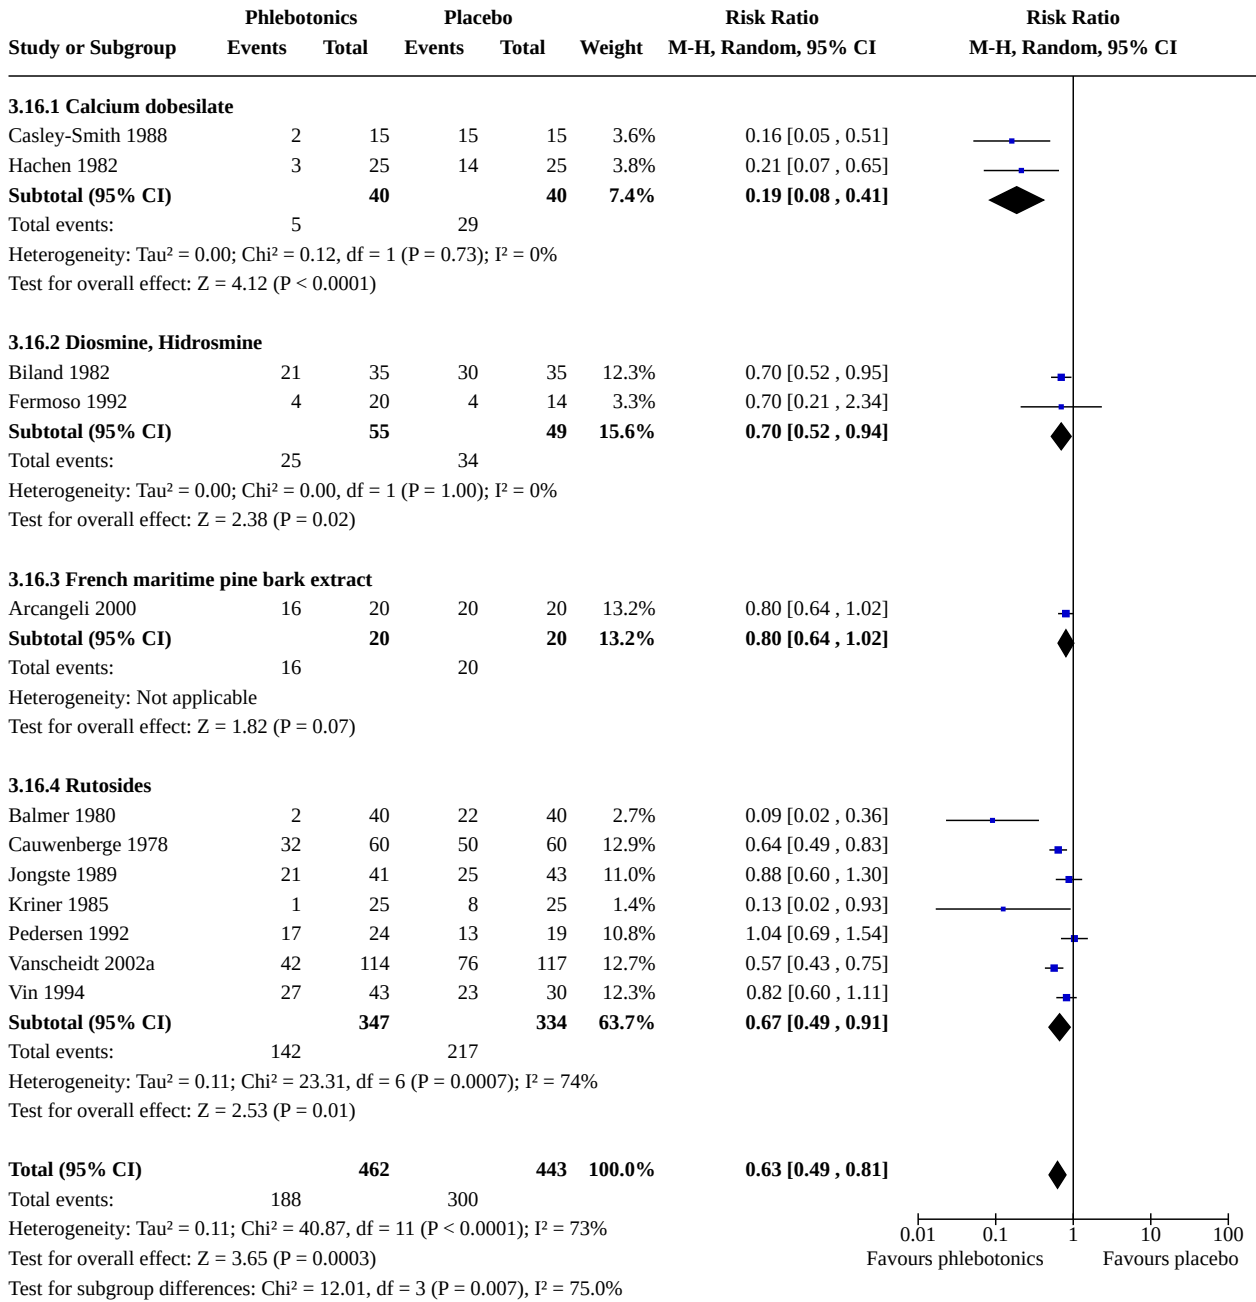 Phlebotonics Placebo Risk Ratio Risk Ratio
Study or Subgroup Events Total Events Total Weight M-H, Random, 95% CI M-H, Random, 95% CI
3.16.1 Calcium dobesilate
Casley-Smith 1988 2 15 15 15 3.6% 0.16 [0.05 , 0.51]
Hachen 1982 3 25 14 25 3.8% 0.21 [0.07 , 0.65]
Subtotal (95% CI) 40 40 7.4% 0.19 [0.08 , 0.41]
Total events: 5 29
Heterogeneity: Tau² = 0.00; Chi² = 0.12, df = 1 (P = 0.73); I² = 0%
Test for overall effect: Z = 4.12 (P < 0.0001)
3.16.2 Diosmine, Hidrosmine
Biland 1982 21 35 30 35 12.3% 0.70 [0.52 , 0.95]
Fermoso 1992 4 20 4 14 3.3% 0.70 [0.21 , 2.34]
Subtotal (95% CI) 55 49 15.6% 0.70 [0.52 , 0.94]
Total events: 25 34
Heterogeneity: Tau² = 0.00; Chi² = 0.00, df = 1 (P = 1.00); I² = 0%
Test for overall effect: Z = 2.38 (P = 0.02)
3.16.3 French maritime pine bark extract
Arcangeli 2000 16 20 20 20 13.2% 0.80 [0.64 , 1.02]
Subtotal (95% CI) 20 20 13.2% 0.80 [0.64 , 1.02]
Total events: 16 20
Heterogeneity: Not applicable
Test for overall effect: Z = 1.82 (P = 0.07)
3.16.4 Rutosides
Balmer 1980 2 40 22 40 2.7% 0.09 [0.02 , 0.36]
Cauwenberge 1978 32 60 50 60 12.9% 0.64 [0.49 , 0.83]
Jongste 1989 21 41 25 43 11.0% 0.88 [0.60 , 1.30]
Kriner 1985 1 25 8 25 1.4% 0.13 [0.02 , 0.93]
Pedersen 1992 17 24 13 19 10.8% 1.04 [0.69 , 1.54]
Vanscheidt 2002a 42 114 76 117 12.7% 0.57 [0.43 , 0.75]
Vin 1994 27 43 23 30 12.3% 0.82 [0.60 , 1.11]
Subtotal (95% CI) 347 334 63.7% 0.67 [0.49 , 0.91]
Total events: 142 217
Heterogeneity: Tau² = 0.11; Chi² = 23.31, df = 6 (P = 0.0007); I² = 74%
Test for overall effect: Z = 2.53 (P = 0.01)
Total (95% CI) 462 443 100.0% 0.63 [0.49 , 0.81]
Total events: 188 300
Heterogeneity: Tau² = 0.11; Chi² = 40.87, df = 11 (P < 0.0001); I² = 73%
0.01 0.1 1 10 100
Test for overall effect: Z = 3.65 (P = 0.0003) Favours phlebotonics Favours placebo
Test for subgroup differences: Chi² = 12.01, df = 3 (P = 0.007), I² = 75.0%